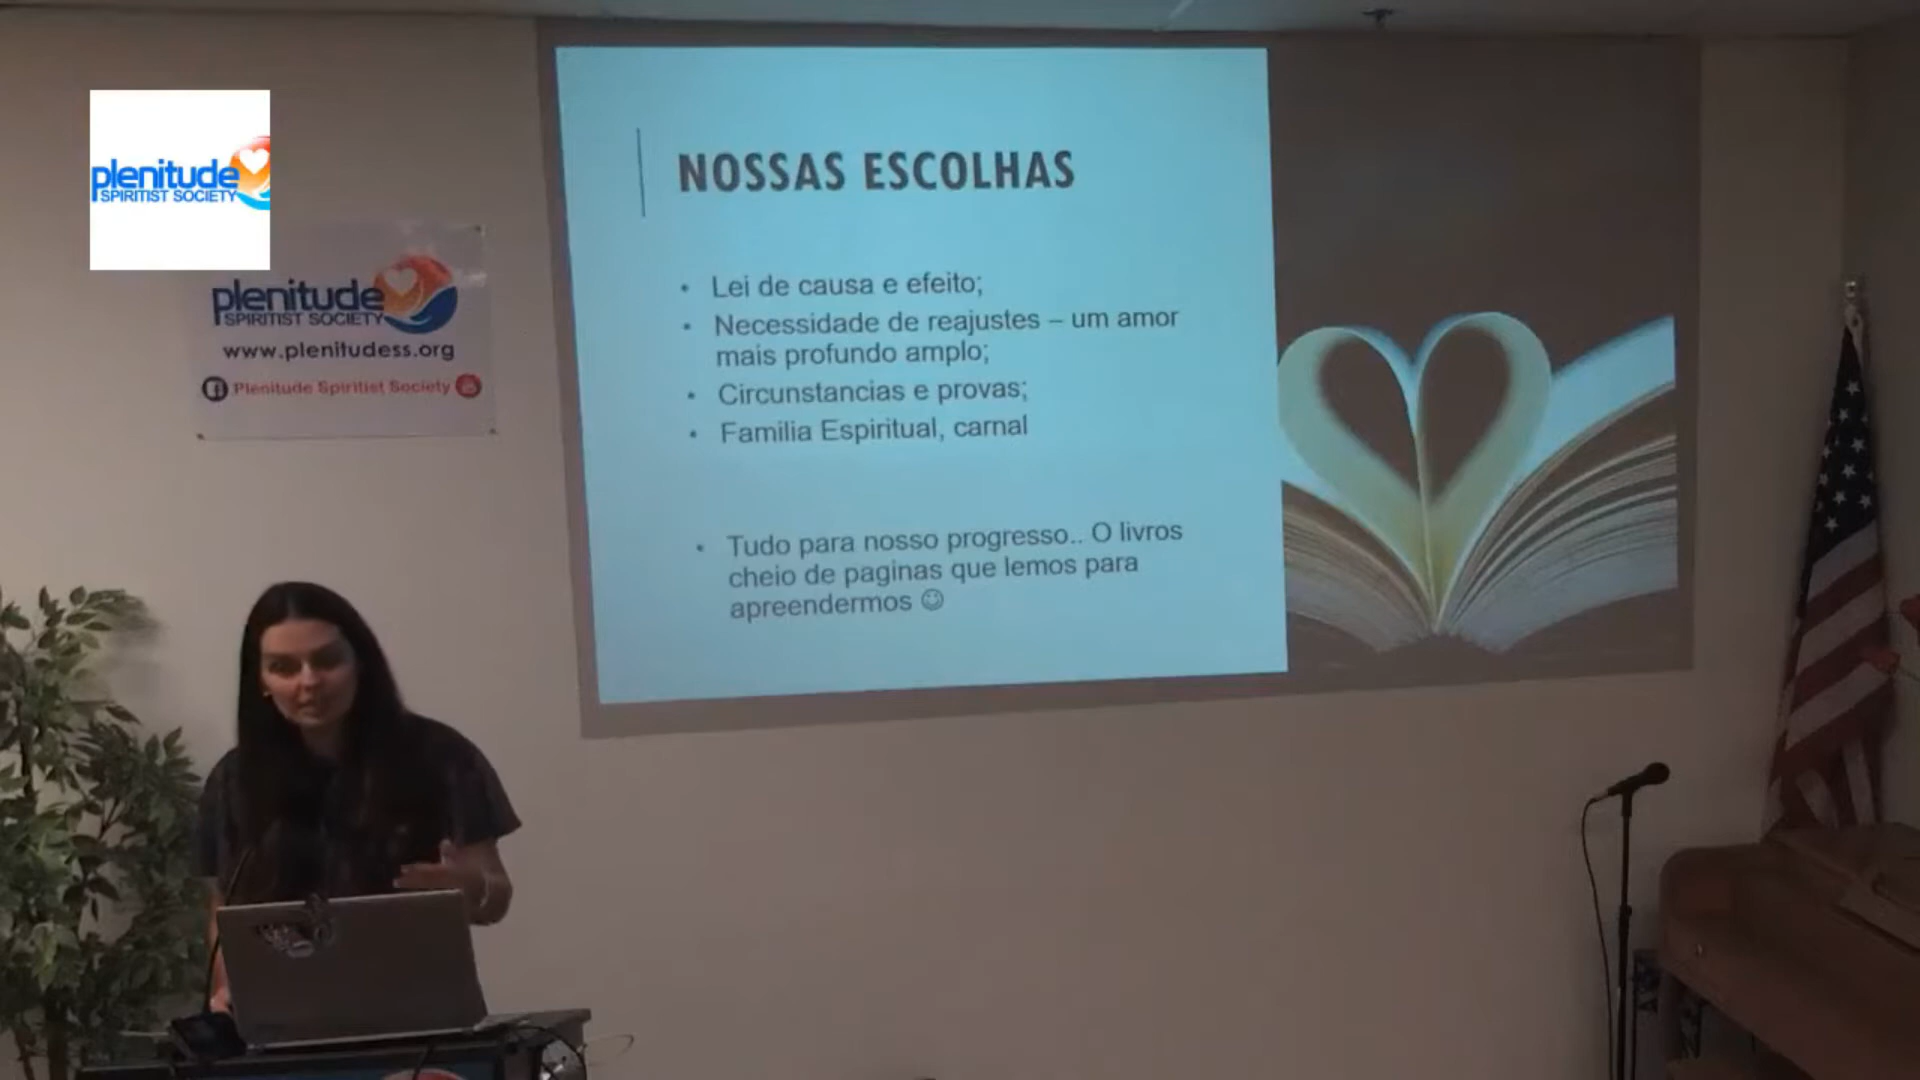 plenitude
SPIRITIST SOCIETY
plenitude
SPIRITIST SOCIETY
www.plenitudess.org
Plenitude Spiritist Society
NOSSAS ESCOLHAS
• Lei de causa e efeito;
• Necessidade de reajustes – um amor
mais profundo amplo;
• Circunstancias e provas;
• Familia Espiritual, carnal
• Tudo para nosso progresso.. O livros
cheio de paginas que lemos para
apreendermos ☺